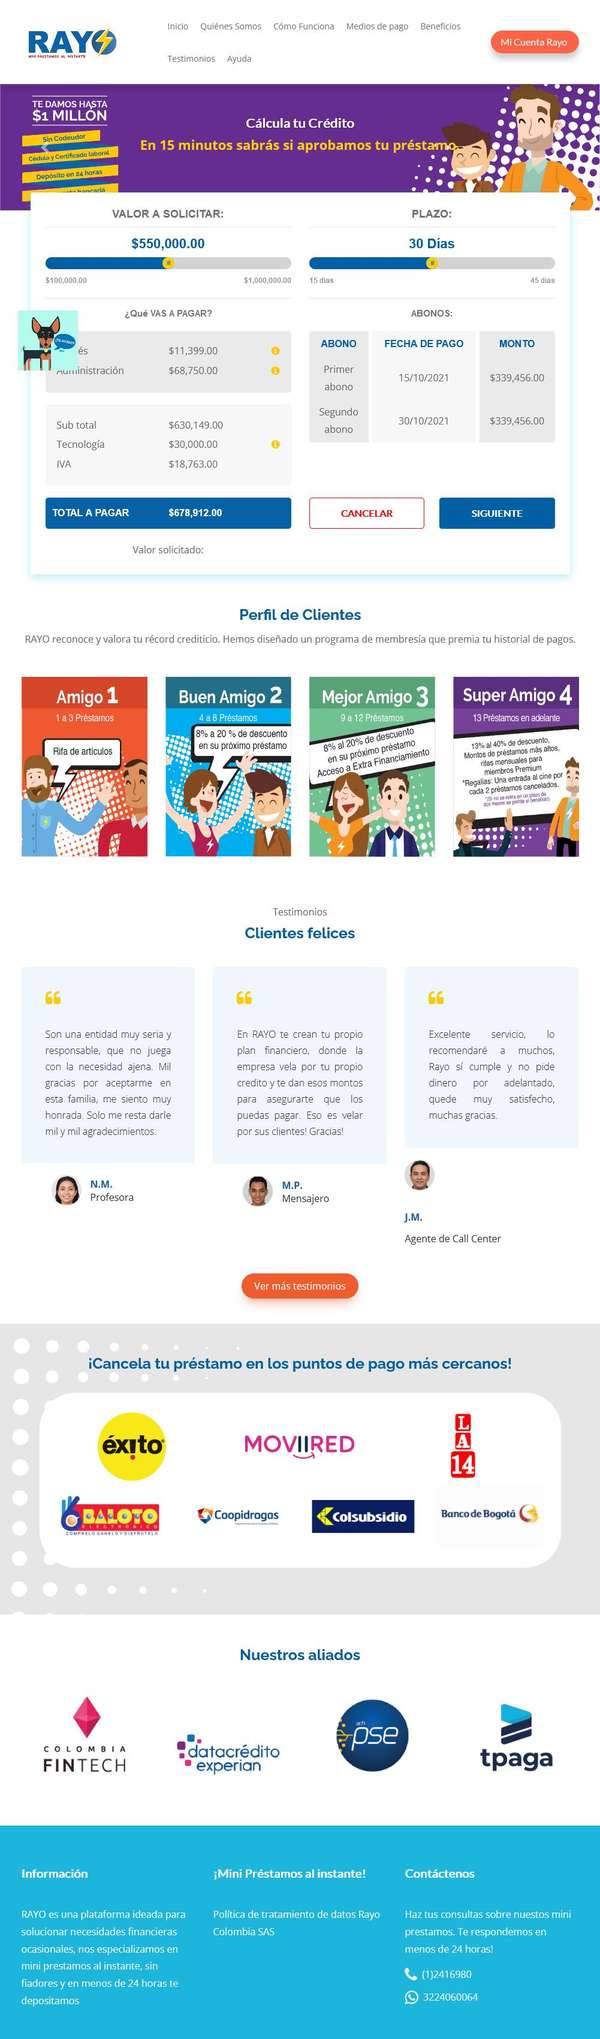 RAYO
MINI PRÉSTAMOS AL INSTANTE
Inicio
Quiénes Somos
Cómo Funciona
Medios de pago
Beneficios
Testimonios
Ayuda
Mi Cuenta Rayo
TE DAMOS HASTA
$1 MILLÓN
Sin Codeudor
Cédula y Certificado laboral
Depósito en 24 horas
bancaria
Cálcula tu Crédito
En 15 minutos sabrás si aprobamos tu préstamo.
VALOR A SOLICITAR:
$550,000.00
$100,000.00
$1,000,000.00
PLAZO:
30 Dias
15 dias
45 dias
¿Qué VAS A PAGAR?
és $11,399.00
Administración $68,750.00
Sub total $630,149.00
Tecnología $30,000.00
IVA $18,763.00
TOTAL A PAGAR $678,912.00
Valor solicitado:
ABONOS:
ABONO FECHA DE PAGO MONTO
Primer abono 15/10/2021 $339,456.00
Segundo abono 30/10/2021 $339,456.00
CANCELAR
SIGUIENTE
Perfil de Clientes
RAYO reconoce y valora tu récord crediticio. Hemos diseñado un programa de membresía que premia tu historial de pagos.
Amigo 1
1 a 3 Préstamos
Rifa de articulos
Buen Amigo 2
4 a 8 Préstamos
8% a 20 % de descuento
en su próximo préstamo
Mejor Amigo 3
9 a 12 Préstamos
8% al 20% de descuento
en su próximo préstamo
Acceso a Extra Financiamiento
Super Amigo 4
13 Préstamos en adelante
13% al 40% de descuento,
Montos de préstamos más altos,
rifas mensuales para
miembros Premium
*Regalías: Una entrada al cine por
cada 2 préstamos cancelados.
Testimonios
Clientes felices
Son una entidad muy seria y
responsable, que no juega
con la necesidad ajena. Mil
gracias por aceptarme en
esta familia, me siento muy
honrada. Solo me resta darle
mil y mil agradecimientos.
N.M.
Profesora
En RAYO te crean tu propio
plan financiero, donde la
empresa vela por tu propio
credito y te dan esos montos
para asegurarte que los
puedas pagar. Eso es velar
por sus clientes! Gracias!
M.P.
Mensajero
Excelente servicio, lo
recomendaré a muchos,
Rayo sí cumple y no pide
dinero por adelantado,
quede muy satisfecho,
muchas gracias.
J.M.
Agente de Call Center
Ver más testimonios
¡Cancela tu préstamo en los puntos de pago más cercanos!
éxito
MOVIIRED
LA
14
BALOTO
ELECTRÓNICO
CÓMPRELO GÁNELO Y DISFRÚTELO
Coopidrogas
Colsubsidio
Banco de Bogotá
Nuestros aliados
COLOMBIA
FINTECH
datacrédito
experian
ach
pse
tpaga
Información
RAYO es una plataforma ideada para
solucionar necesidades financieras
ocasionales, nos especializamos en
mini prestamos al instante, sin
fiadores y en menos de 24 horas te
depositamos
¡Mini Préstamos al instante!
Política de tratamiento de datos Rayo
Colombia SAS
Contáctenos
Haz tus consultas sobre nuestos mini
prestamos. Te respondemos en
menos de 24 horas!
(1)2416980
3224060064